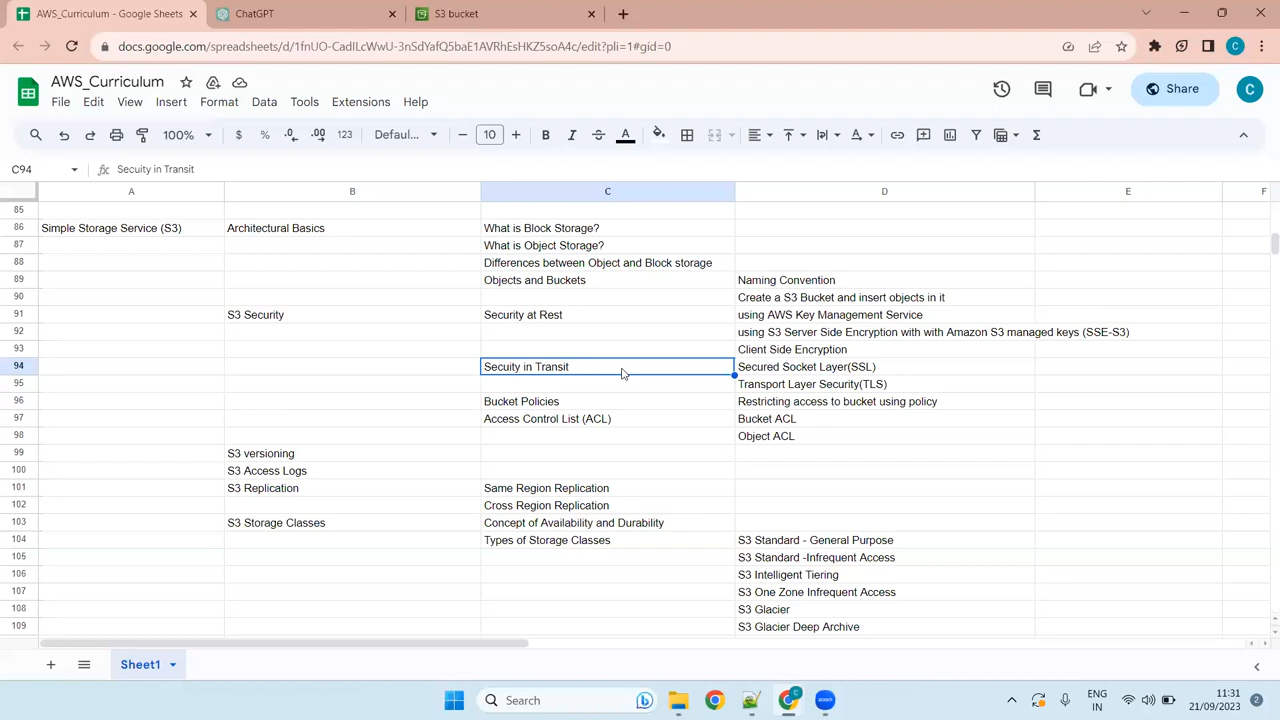 AWS_Curriculum - Google Sheets
ChatGPT
S3 bucket
docs.google.com/spreadsheets/d/1fnUO-CadILcWwU-3nSdYafQ5baE1AVRhEsHKZ5soA4c/edit?pli=1#gid=0
C
AWS_Curriculum
Share
C
File Edit View Insert Format Data Tools Extensions Help
100% $ % .0 .00 123 Defaul... 10 B I S A
C94 fx Secuity in Transit
A B C D E F
85
86 Simple Storage Service (S3) Architectural Basics What is Block Storage?
87 What is Object Storage?
88 Differences between Object and Block storage
89 Objects and Buckets Naming Convention
90 Create a S3 Bucket and insert objects in it
91 S3 Security Security at Rest using AWS Key Management Service
92 using S3 Server Side Encryption with with Amazon S3 managed keys (SSE-S3)
93 Client Side Encryption
94 Secuity in Transit Secured Socket Layer(SSL)
95 Transport Layer Security(TLS)
96 Bucket Policies Restricting access to bucket using policy
97 Access Control List (ACL) Bucket ACL
98 Object ACL
99 S3 versioning
100 S3 Access Logs
101 S3 Replication Same Region Replication
102 Cross Region Replication
103 S3 Storage Classes Concept of Availability and Durability
104 Types of Storage Classes S3 Standard - General Purpose
105 S3 Standard -Infrequent Access
106 S3 Intelligent Tiering
107 S3 One Zone Infrequent Access
108 S3 Glacier
109 S3 Glacier Deep Archive
Sheet1
Search
zoom
ENG
IN
11:31
21/09/2023
2